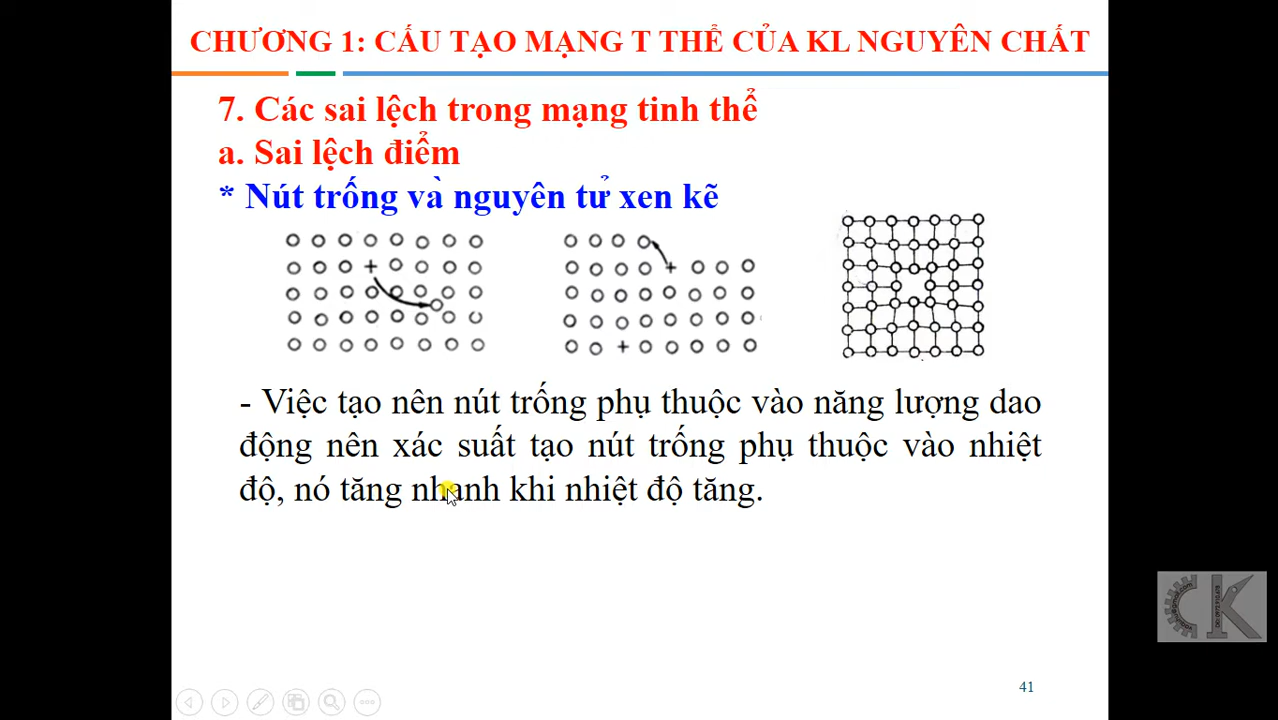 CHƯƠNG 1: CẤU TẠO MẠNG T THỂ CỦA KL NGUYÊN CHẤT
7. Các sai lệch trong mạng tinh thể
a. Sai lệch điểm
* Nút trống và nguyên tử xen kẽ
- Việc tạo nên nút trống phụ thuộc vào năng lượng dao
động nên xác suất tạo nút trống phụ thuộc vào nhiệt
độ, nó tăng nhanh khi nhiệt độ tăng.
41